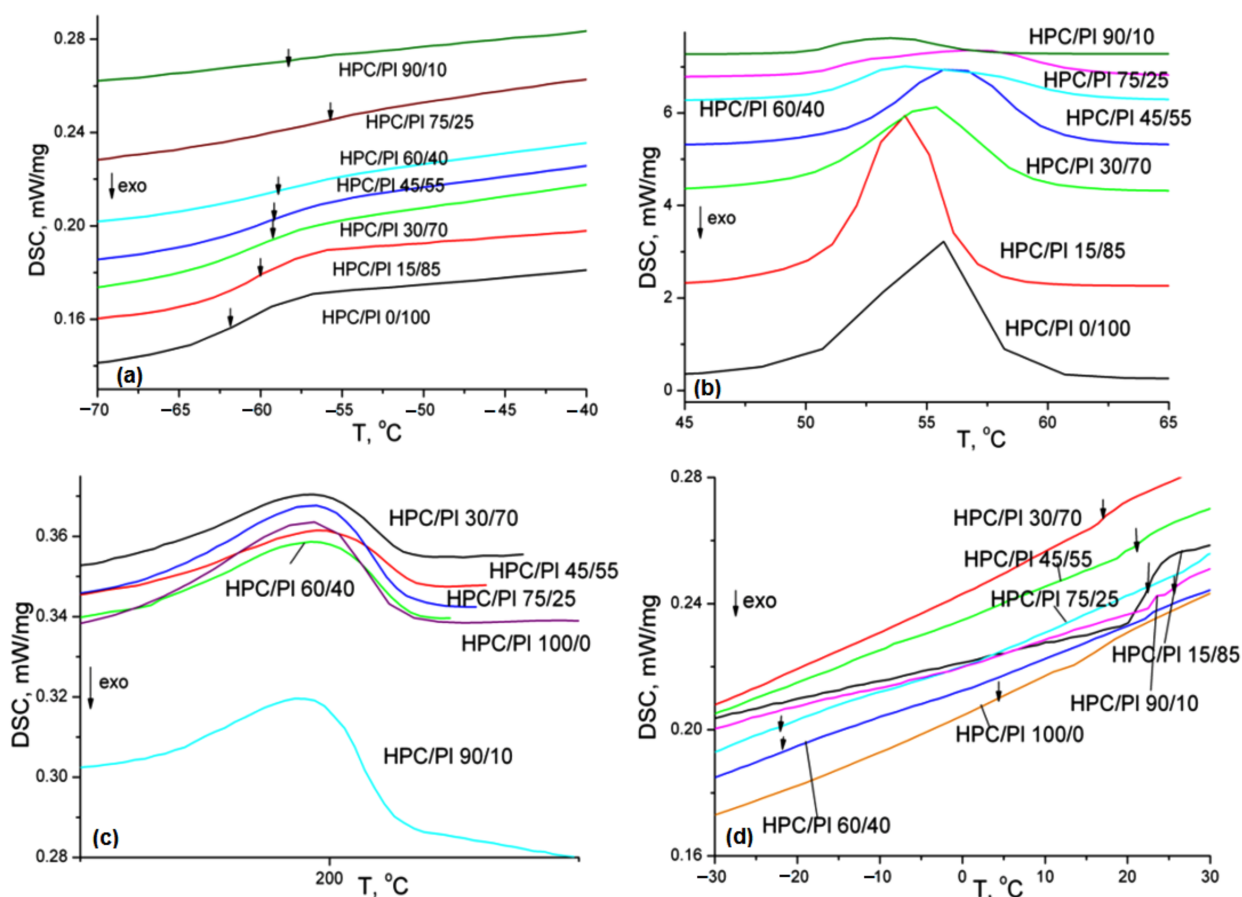 0.28
0.24
0.20
0.16
DSC, mW/mg
exo
HPC/PI 90/10
HPC/PI 75/25
HPC/PI 60/40
HPC/PI 45/55
HPC/PI 30/70
HPC/PI 15/85
HPC/PI 0/100
(a)
–70 –65 –60 –55 –50 –45 –40
T, °C
6
4
2
0
DSC, mW/mg
exo
HPC/PI 90/10
HPC/PI 75/25
HPC/PI 60/40
HPC/PI 45/55
HPC/PI 30/70
HPC/PI 15/85
HPC/PI 0/100
(b)
45 50 55 60 65
T, °C
0.36
0.34
0.32
0.30
0.28
DSC, mW/mg
exo
HPC/PI 30/70
HPC/PI 45/55
HPC/PI 60/40
HPC/PI 75/25
HPC/PI 100/0
HPC/PI 90/10
(c)
200
T, °C
0.28
0.24
0.20
0.16
DSC, mW/mg
exo
HPC/PI 30/70
HPC/PI 45/55
HPC/PI 75/25
HPC/PI 15/85
HPC/PI 90/10
HPC/PI 100/0
HPC/PI 60/40
(d)
–30 –20 –10 0 10 20 30
T, °C